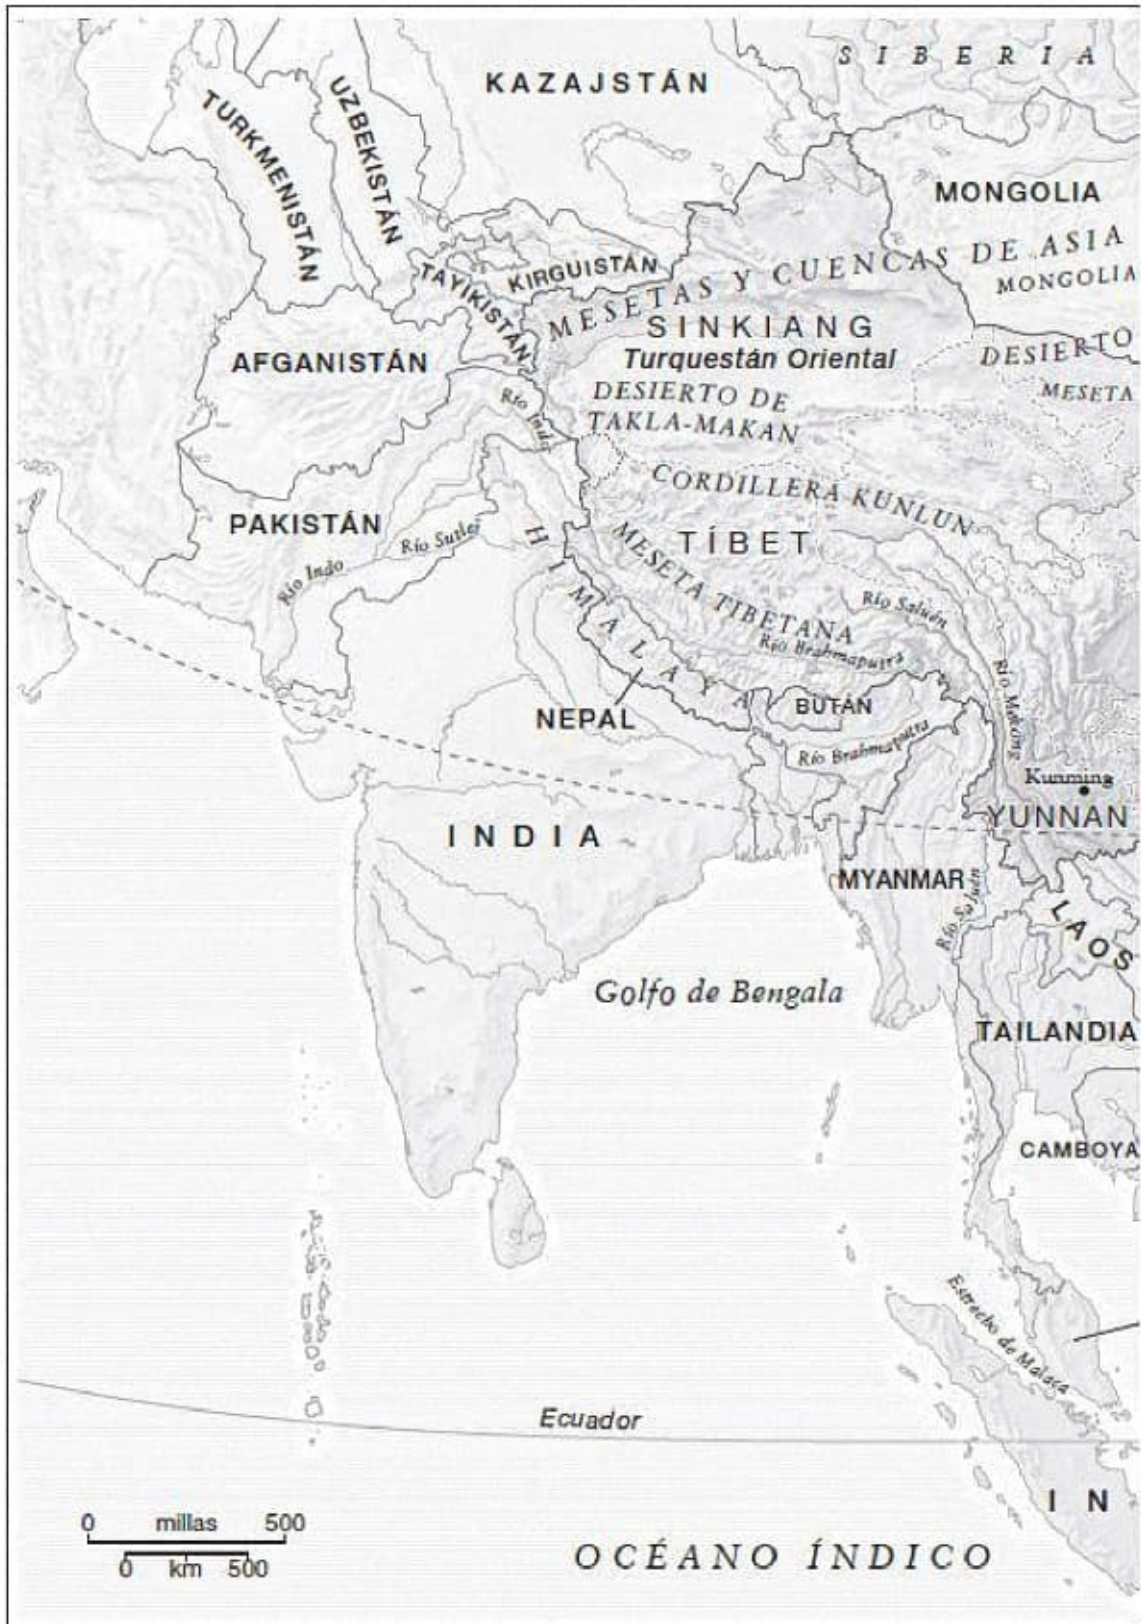 SIBERIA
KAZAJSTÁN
UZBEKISTÁN
TURKMENISTÁN
MONGOLIA
MESETAS Y CUENCAS DE ASIA
MONGOLIA
KIRGUISTÁN
TAYIKISTÁN
SINKIANG
Turquestán Oriental
DESIERTO
MESETA
AFGANISTÁN
DESIERTO DE
TAKLA-MAKAN
Río Indo
CORDILLERA KUNLUN
PAKISTÁN
Río Sutlej
TÍBET
Río Indo
MESETA TIBETANA
HIMALAYA
Río Saluén
Río Brahmaputra
Río Mekong
NEPAL
BUTÁN
Río Brahmaputra
Kunming
YUNNAN
INDIA
MYANMAR
Río Saluén
LAOS
Golfo de Bengala
TAILANDIA
CAMBOYA
Estrecho de Malaca
Ecuador
IN
0 millas 500
0 km 500
OCÉANO ÍNDICO